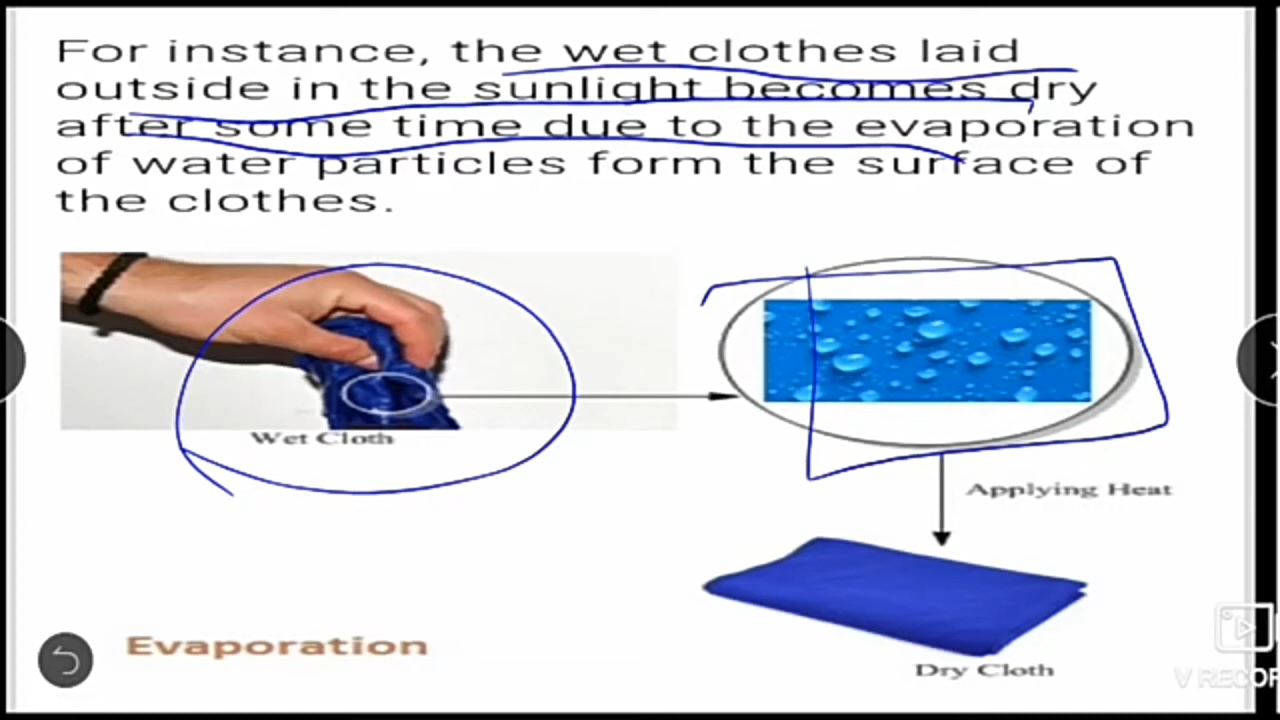 For instance, the wet clothes laid
outside in the sunlight becomes dry
after some time due to the evaporation
of water particles form the surface of
the clothes.
Wet Cloth
Applying Heat
Evaporation
Dry Cloth
V RECOR